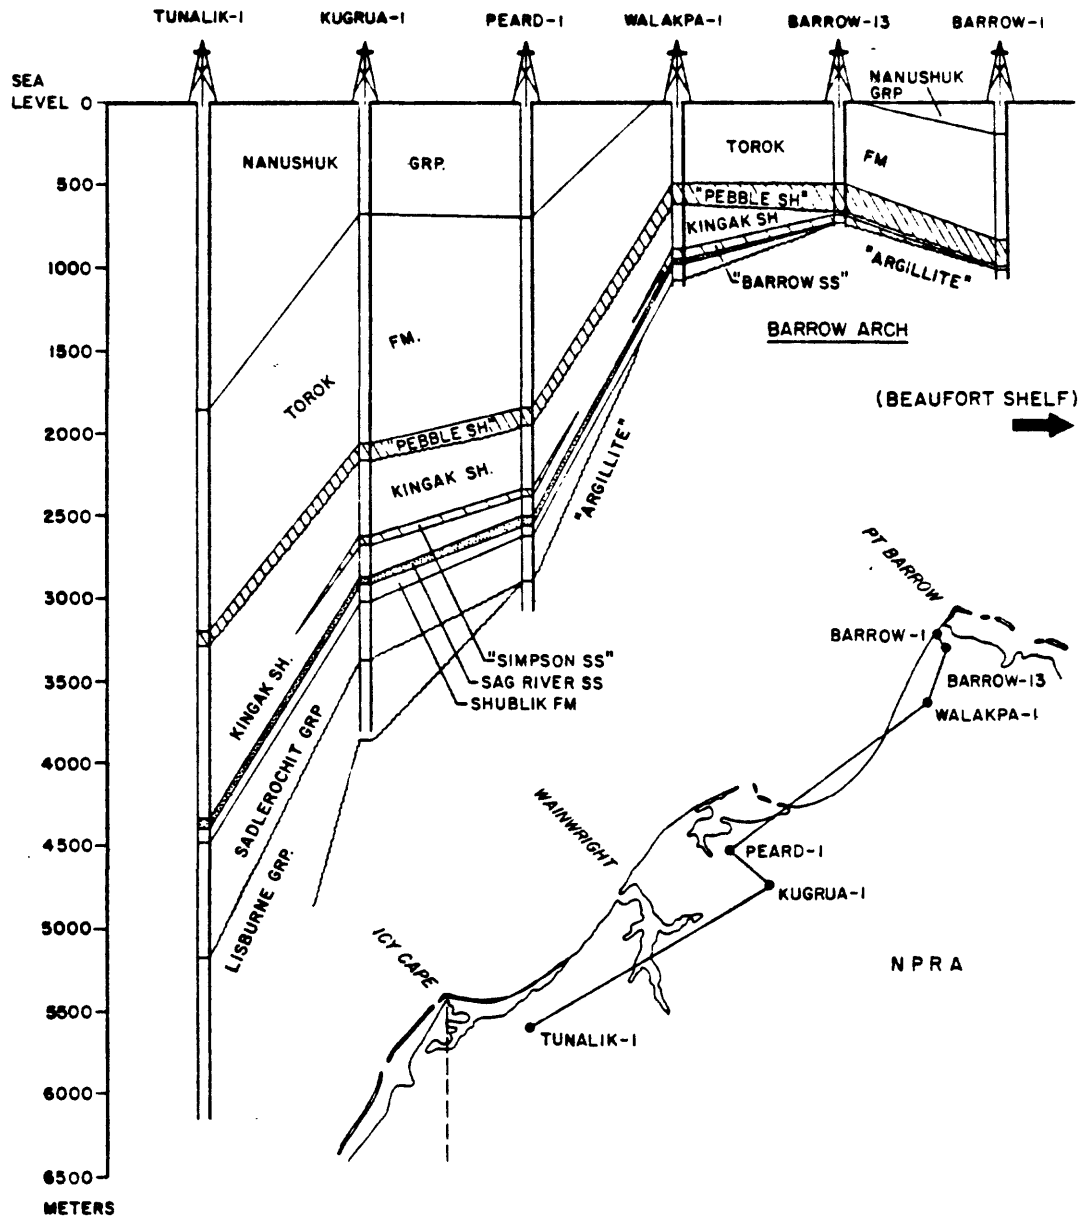 TUNALIK-1 KUGRUA-1 PEARD-1 WALAKPA-1 BARROW-13 BARROW-1
SEA
LEVEL 0
NANUSHUK
GRP
NANUSHUK GRP.
TOROK FM
500
"PEBBLE SH"
KINGAK SH
1000
"ARGILLITE"
"BARROW SS"
BARROW ARCH
1500
FM.
TOROK
(BEAUFORT SHELF)
2000
"PEBBLE SH"
KINGAK SH.
"ARGILLITE"
2500
3000
"SIMPSON SS"
SAG RIVER SS
SHUBLIK FM
3500
KINGAK SH.
SADLEROCHIT GRP
LISBURNE GRP.
4000
4500
5000
5500
6000
6500
METERS
PT BARROW
BARROW-1
BARROW-13
WALAKPA-1
WAINWRIGHT
PEARD-1
KUGRUA-1
ICY CAPE
NPRA
TUNALIK-1